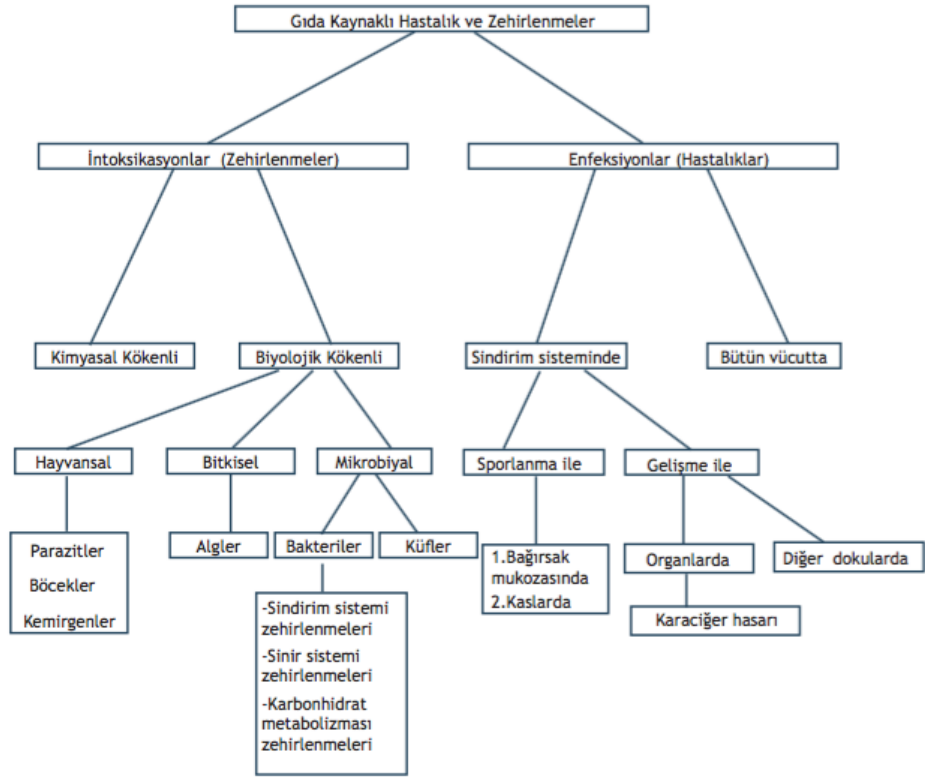 Gıda Kaynaklı Hastalık ve Zehirlenmeler
İntoksikasyonlar (Zehirlenmeler)
Enfeksiyonlar (Hastalıklar)
Kimyasal Kökenli
Biyolojik Kökenli
Sindirim sisteminde
Bütün vücutta
Hayvansal
Bitkisel
Mikrobiyal
Sporlanma ile
Gelişme ile
Parazitler
Böcekler
Kemirgenler
Algler
Bakteriler
Küfler
1.Bağırsak
mukozasında
2.Kaslarda
Organlarda
Diğer dokularda
Karaciğer hasarı
-Sindirim sistemi
zehirlenmeleri
-Sinir sistemi
zehirlenmeleri
-Karbonhidrat
metabolizması
zehirlenmeleri